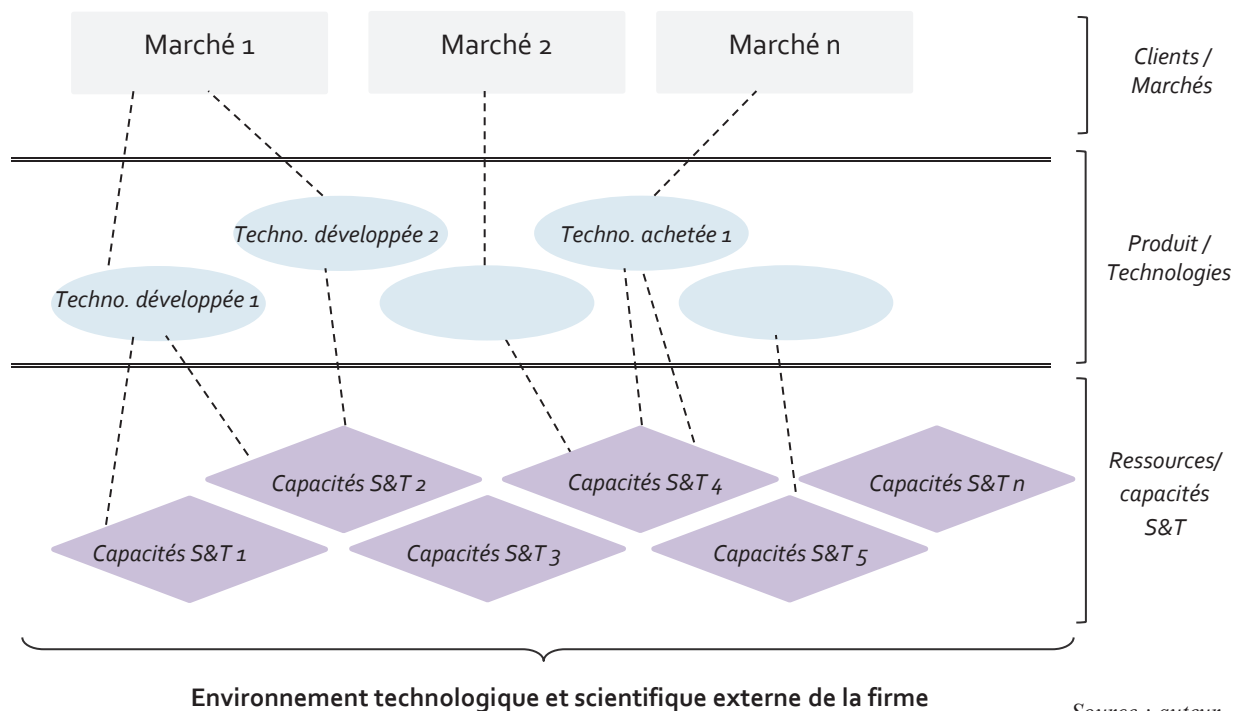 Marché 1
Marché 2
Marché n
Clients /
Marchés
Techno. développée 2
Techno. achetée 1
Techno. développée 1
Produit /
Technologies
Capacités S&T 2
Capacités S&T 4
Capacités S&T n
Capacités S&T 1
Capacités S&T 3
Capacités S&T 5
Ressources/
capacités
S&T
Environnement technologique et scientifique externe de la firme
Source : auteur